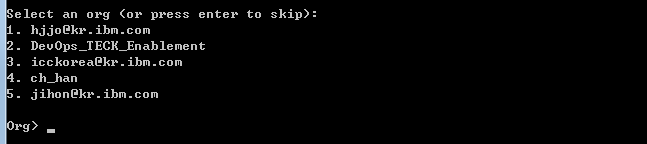 Select an org (or press enter to skip):
1. hjjo@kr.ibm.com
2. DevOps_TECK_Enablement
3. icckorea@kr.ibm.com
4. ch_han
5. jihon@kr.ibm.com
Org> _